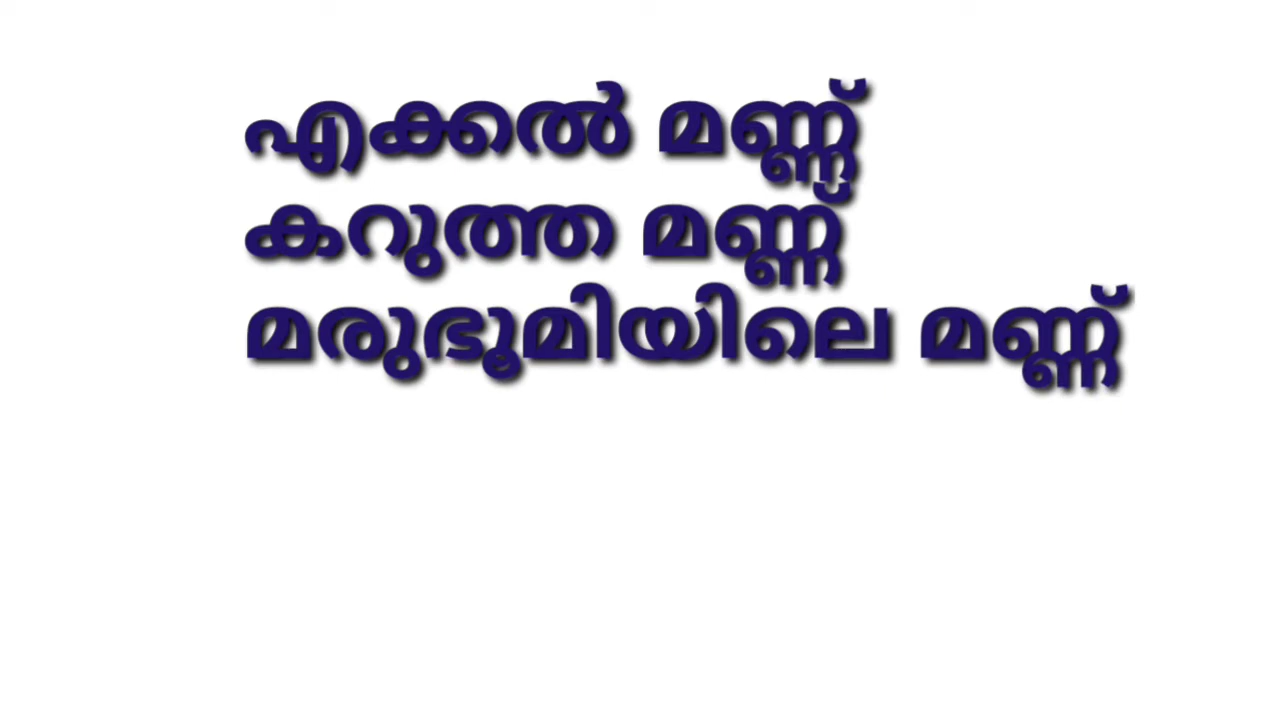 എക്കൽ മണ്ണ്
കറുത്ത മണ്ണ്
മരുഭൂമിയിലെ മണ്ണ്